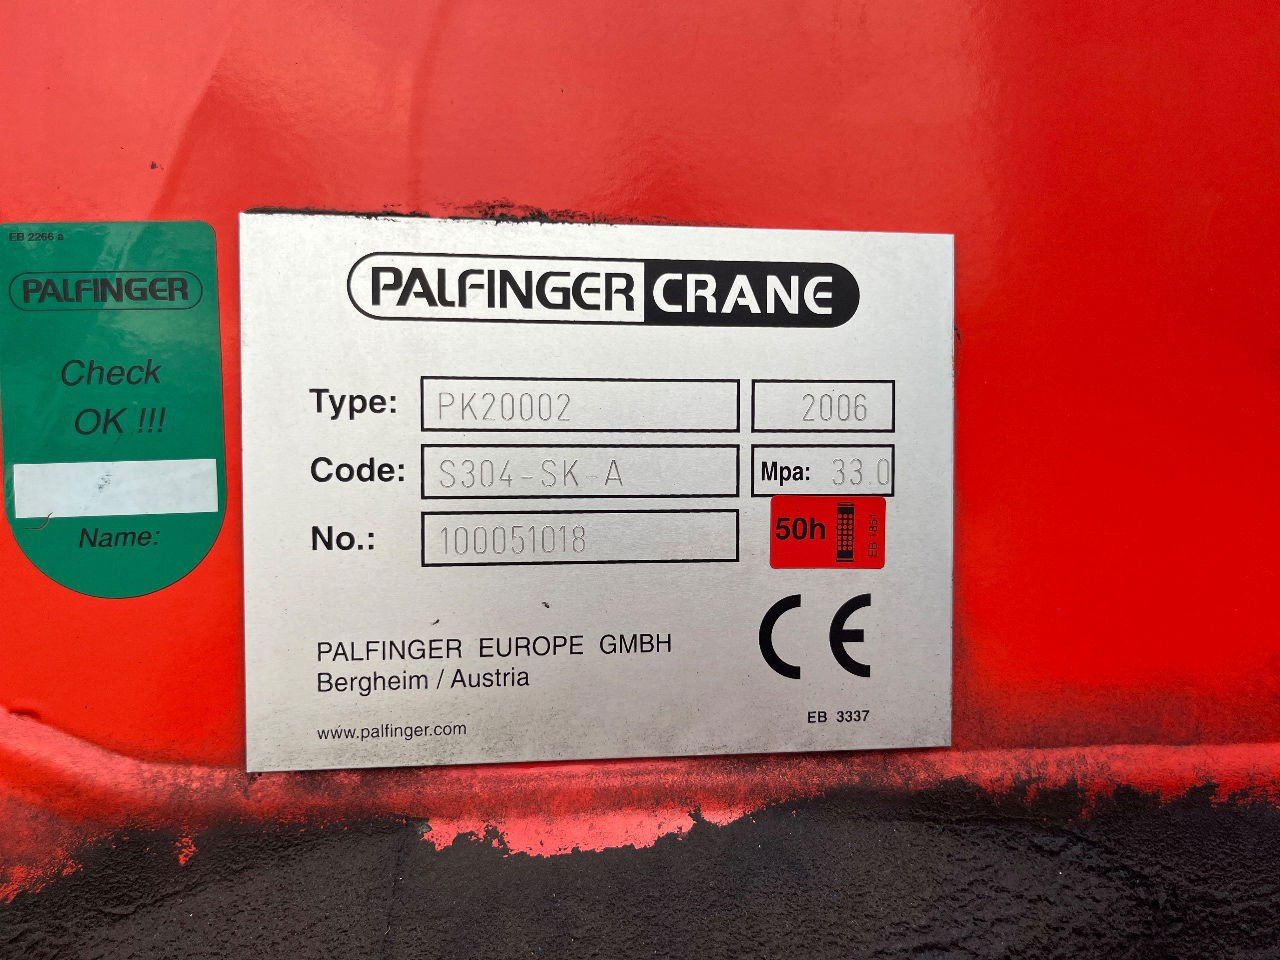 EB 2266 a
PALFINGER
Check
OK !!!
Name:
PALFINGER CRANE
Type: PK20002 2006
Code: S304-SK-A Mpa: 33.0
No.: 100051018
50h EB 1851
PALFINGER EUROPE GMBH
Bergheim / Austria
CE
www.palfinger.com
EB 3337